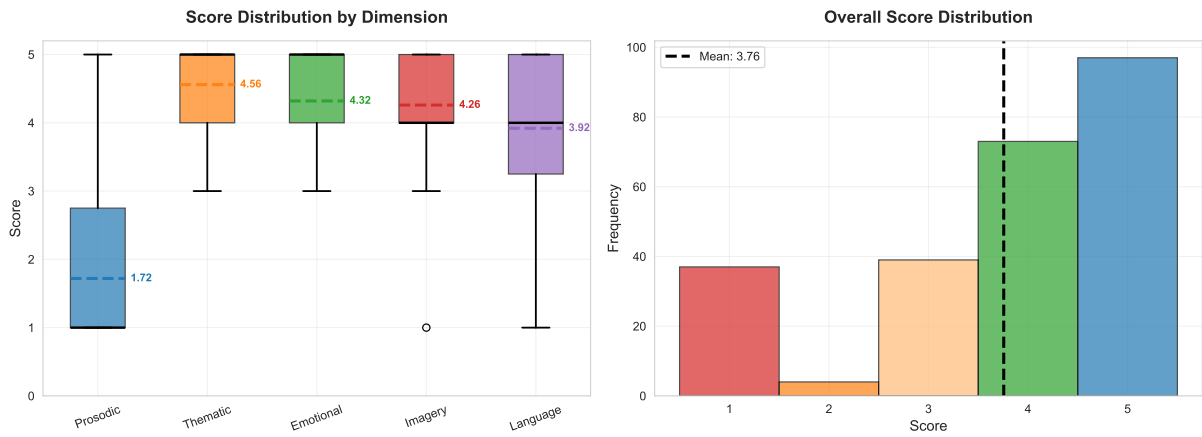 Score Distribution by Dimension
5
4
3
2
1
0
Score
1.72
4.56
4.32
4.26
3.92
Prosodic
Thematic
Emotional
Imagery
Language
Overall Score Distribution
Mean: 3.76
100
80
60
40
20
0
Frequency
1
2
3
4
5
Score